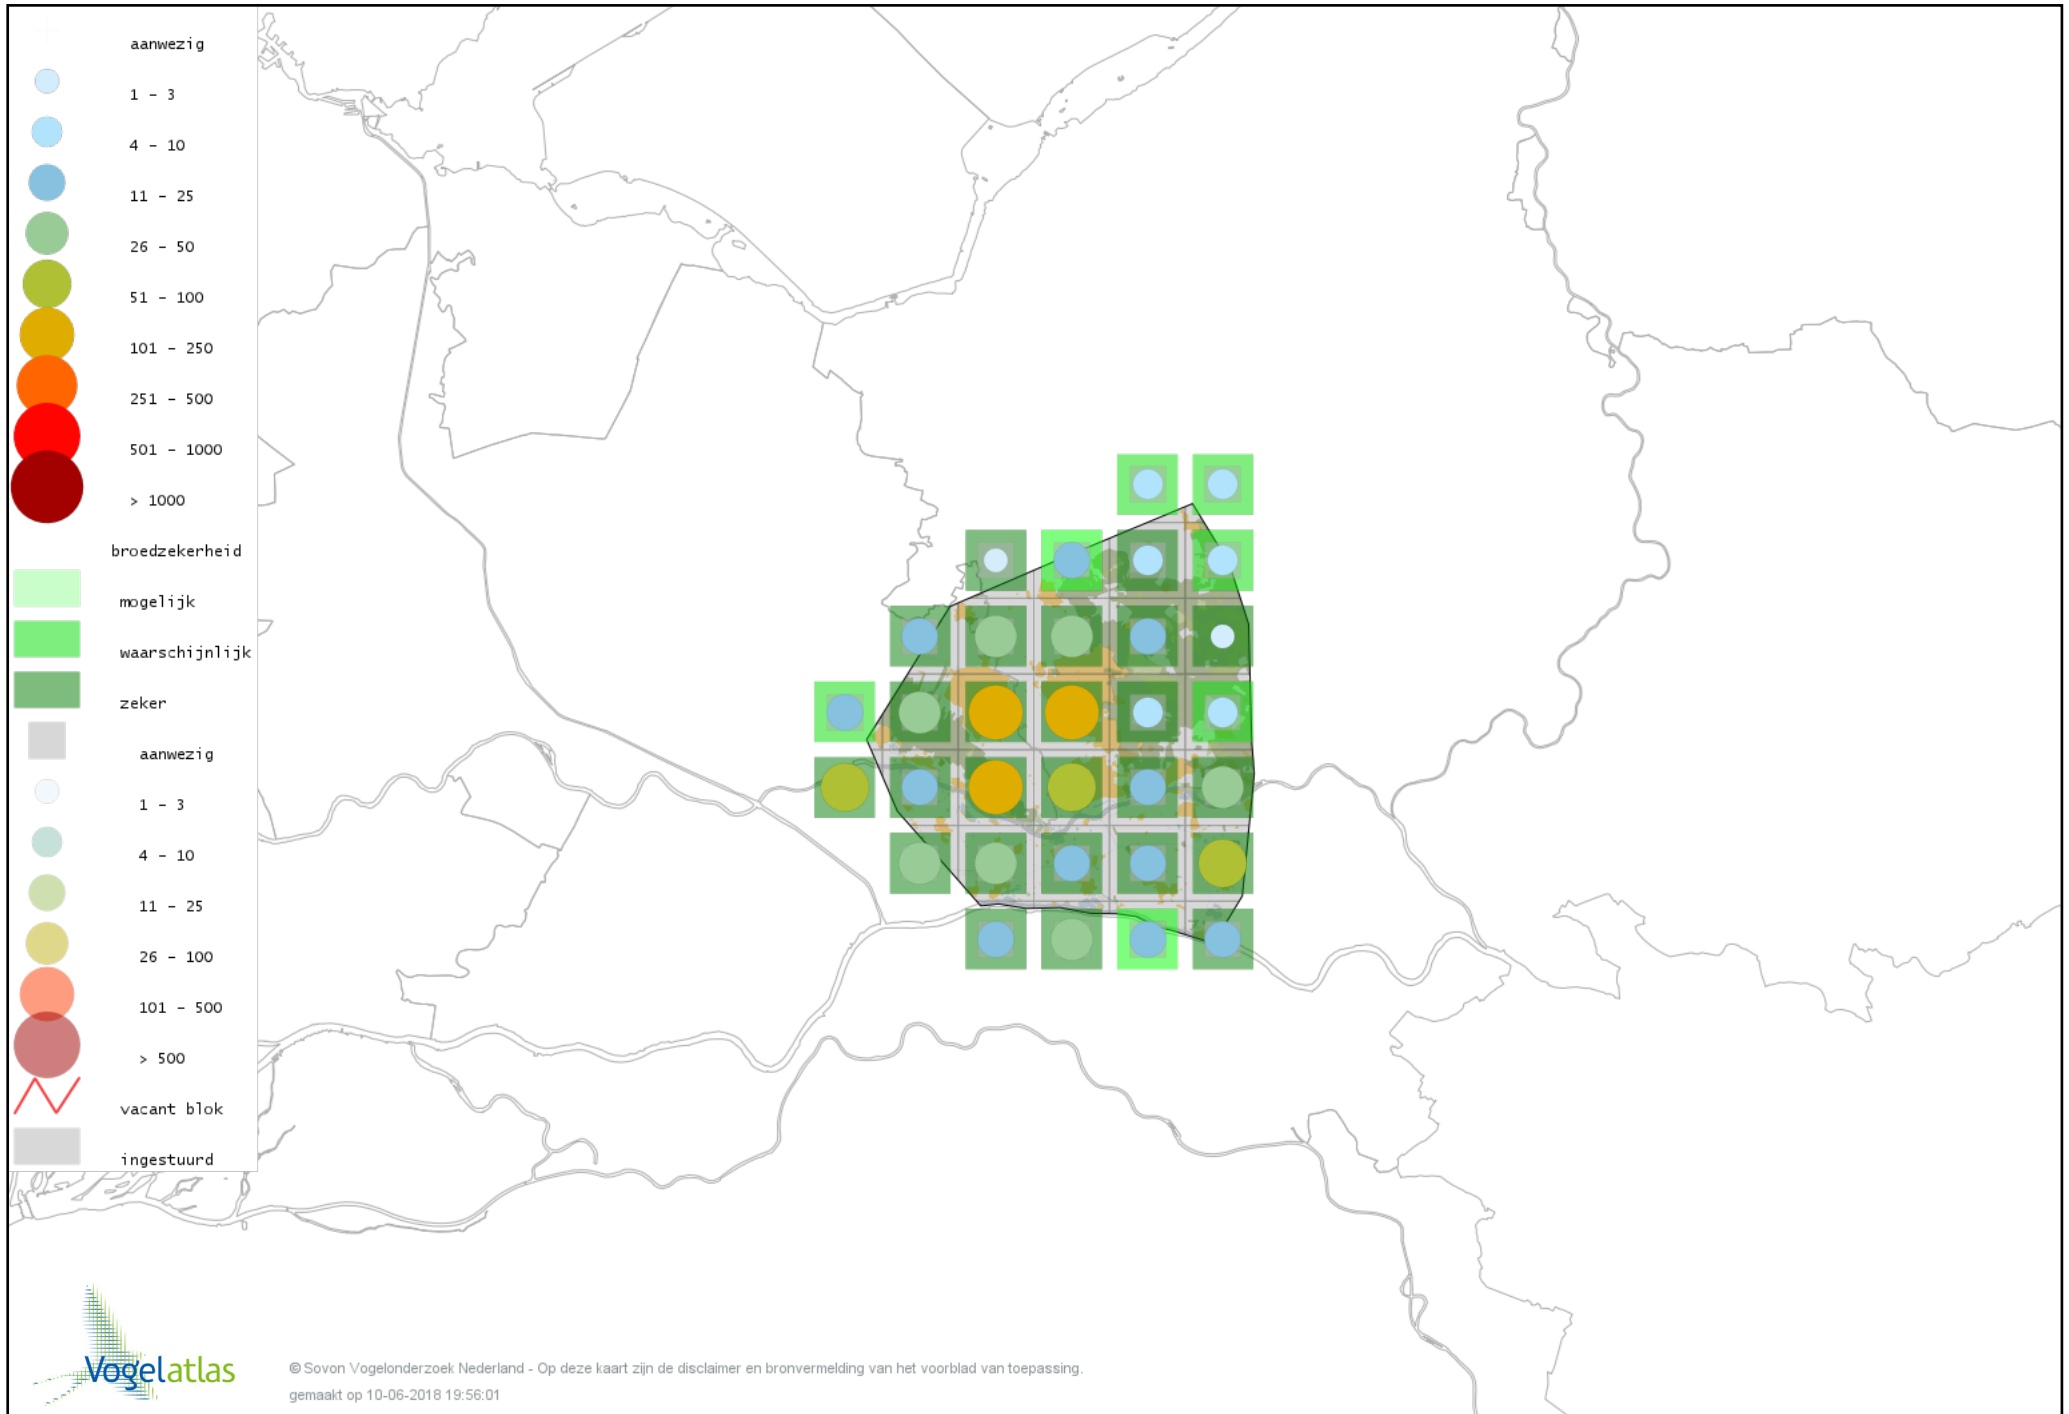 aanwezig
1 - 3
4 - 10
11 - 25
26 - 50
51 - 100
101 - 250
251 - 500
501 - 1000
> 1000
broedzekerheid
mogelijk
waarschijnlijk
zeker
aanwezig
1 - 3
4 - 10
11 - 25
26 - 100
101 - 500
> 500
vacant blok
ingestuurd
Vogelatlas
© Sovon Vogelonderzoek Nederland - Op deze kaart zijn de disclaimer en bronvermelding van het voorblad van toepassing.
gemaakt op 10-06-2018 19:56:01